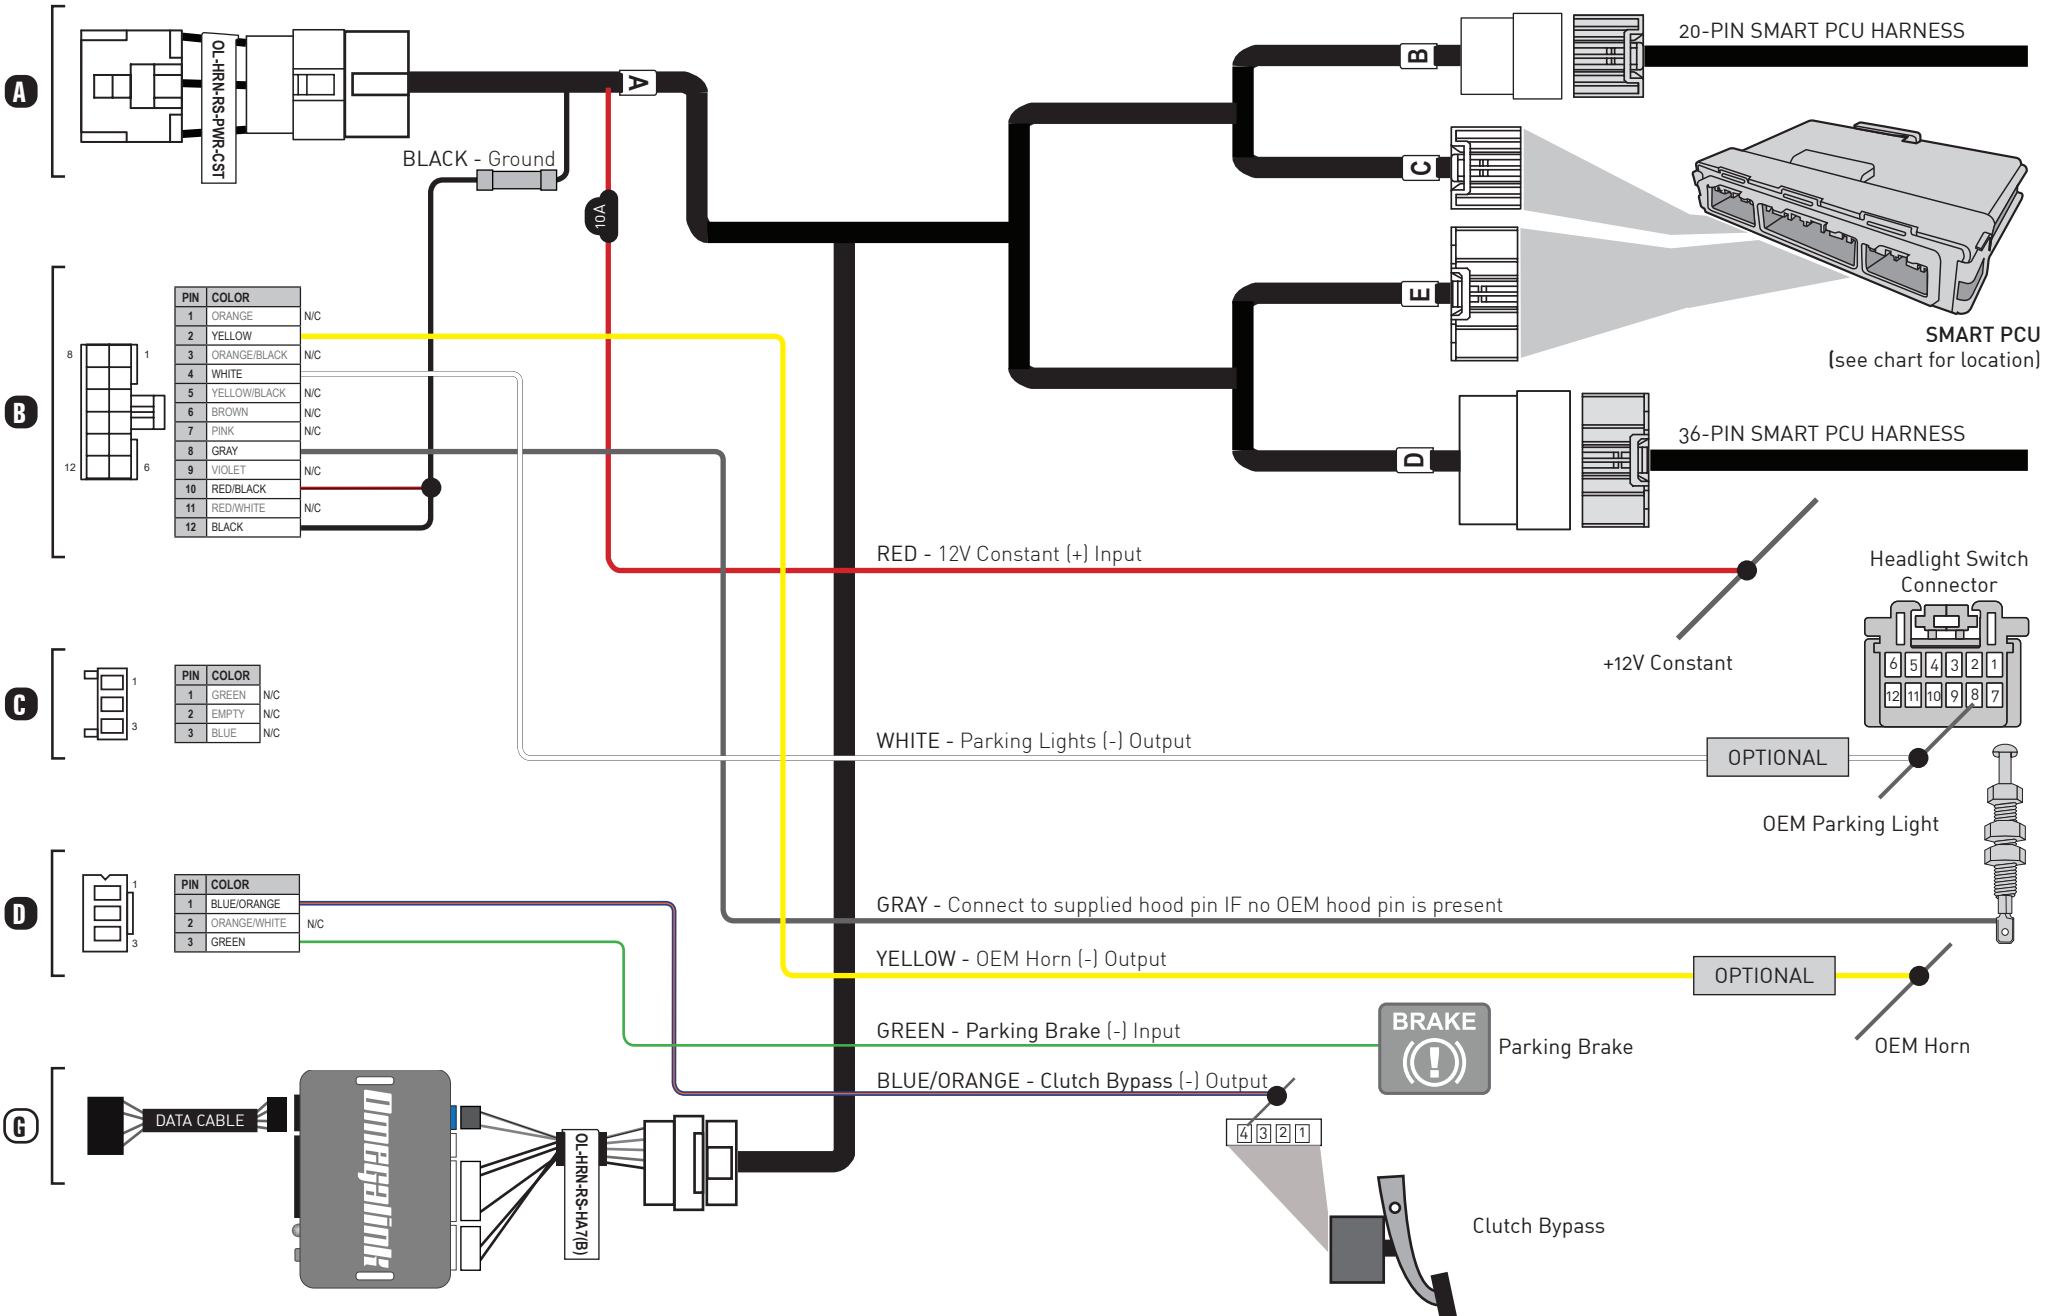 A
OL-HRN-RS-PWR-CST
A
BLACK - Ground
10A
B
20-PIN SMART PCU HARNESS
C
E
SMART PCU
(see chart for location)
D
36-PIN SMART PCU HARNESS
B
8 1
12 6
PIN COLOR
1 ORANGE N/C
2 YELLOW
3 ORANGE/BLACK N/C
4 WHITE
5 YELLOW/BLACK N/C
6 BROWN N/C
7 PINK N/C
8 GRAY
9 VIOLET N/C
10 RED/BLACK
11 RED/WHITE N/C
12 BLACK
RED - 12V Constant (+) Input
+12V Constant
Headlight Switch
Connector
6 5 4 3 2 1
12 11 10 9 8 7
C
1
3
PIN COLOR
1 GREEN N/C
2 EMPTY N/C
3 BLUE N/C
WHITE - Parking Lights (-) Output
OPTIONAL
OEM Parking Light
D
1
3
PIN COLOR
1 BLUE/ORANGE
2 ORANGE/WHITE N/C
3 GREEN
GRAY - Connect to supplied hood pin IF no OEM hood pin is present
YELLOW - OEM Horn (-) Output
OPTIONAL
OEM Horn
GREEN - Parking Brake (-) Input
BRAKE
Parking Brake
BLUE/ORANGE - Clutch Bypass (-) Output
4 3 2 1
Clutch Bypass
G
DATA CABLE
omegalink
OL-HRN-RS-HA7(B)